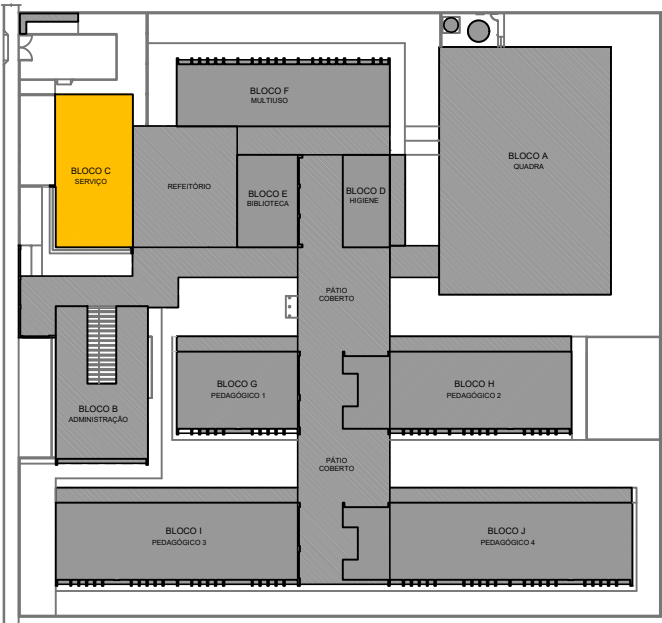 BLOCO F
MULTIUSO
BLOCO A
QUADRA
BLOCO C
SERVIÇO
REFEITÓRIO
BLOCO E
BIBLIOTECA
BLOCO D
HIGIENE
PÁTIO
COBERTO
BLOCO G
PEDAGÓGICO 1
BLOCO H
PEDAGÓGICO 2
BLOCO B
ADMINISTRAÇÃO
PÁTIO
COBERTO
BLOCO I
PEDAGÓGICO 3
BLOCO J
PEDAGÓGICO 4